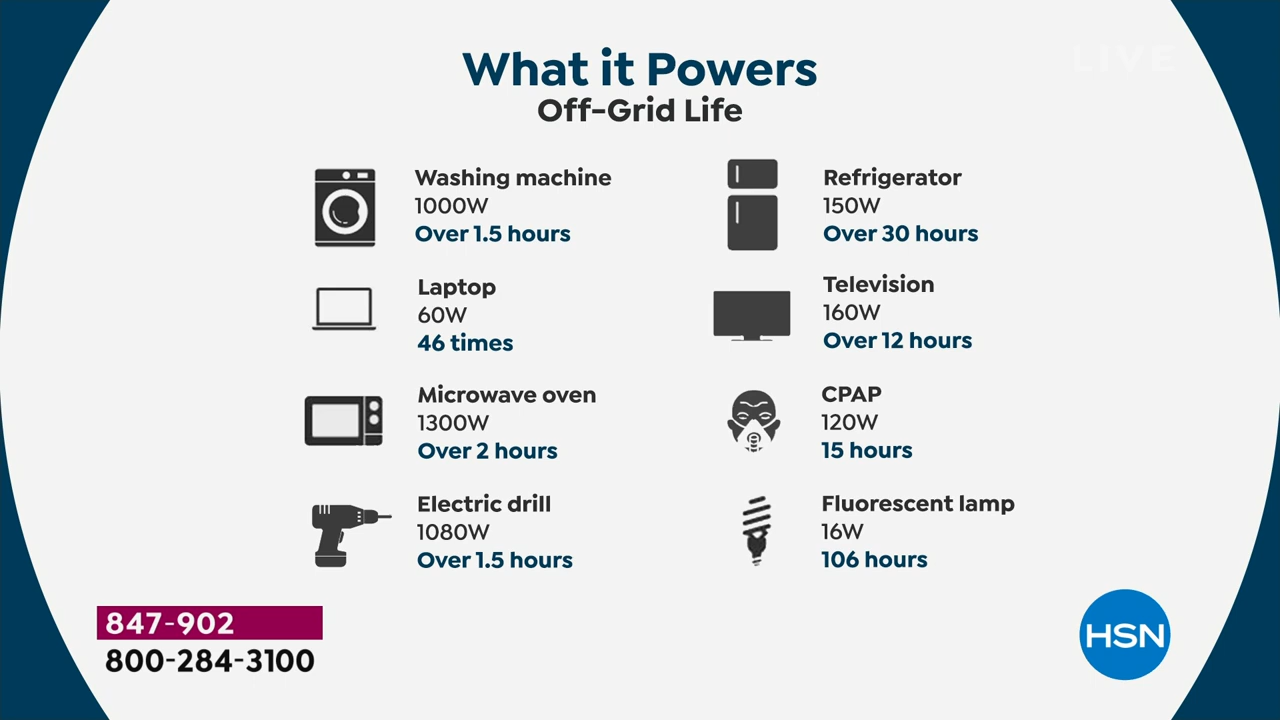 LIVE
What it Powers
Off-Grid Life
Washing machine
1000W
Over 1.5 hours
Refrigerator
150W
Over 30 hours
Laptop
60W
46 times
Television
160W
Over 12 hours
Microwave oven
1300W
Over 2 hours
CPAP
120W
15 hours
Electric drill
1080W
Over 1.5 hours
Fluorescent lamp
16W
106 hours
847-902
800-284-3100
HSN